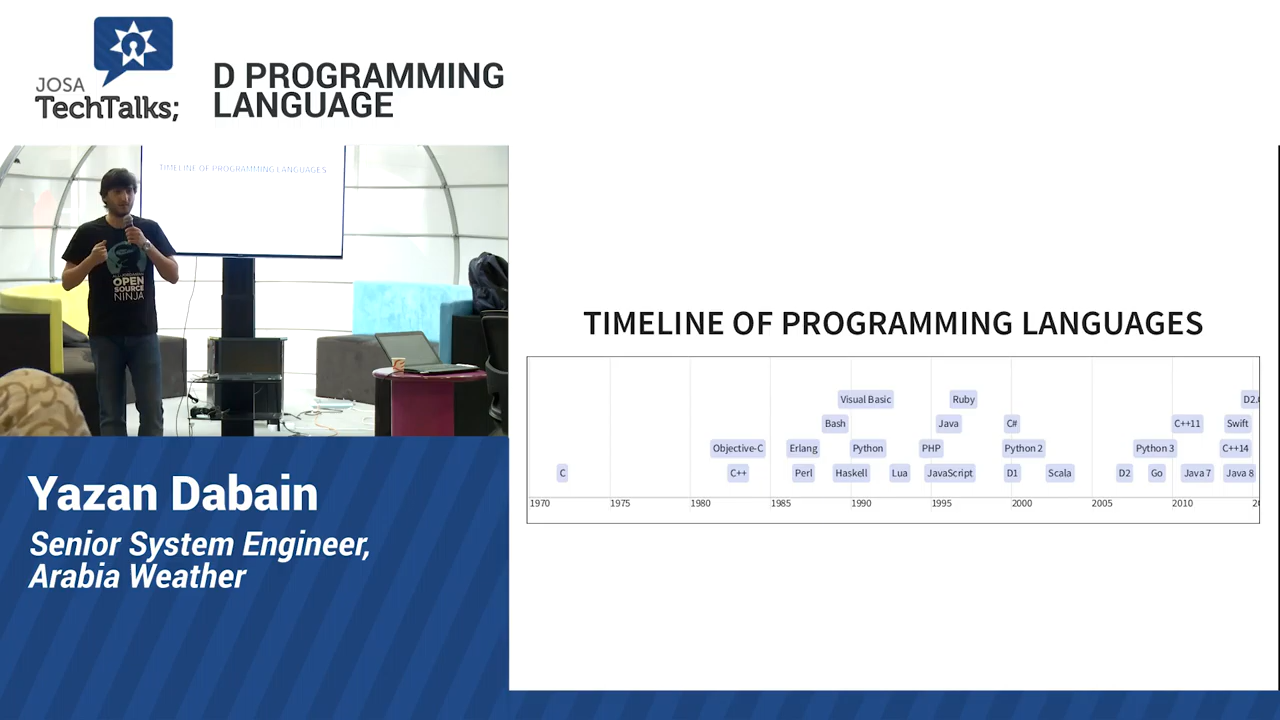 JOSA
TechTalks;
D PROGRAMMING
LANGUAGE
TIMELINE OF PROGRAMMING LANGUAGES
OPEN
SOURCE
NINJA
Yazan Dabain
Senior System Engineer,
Arabia Weather
TIMELINE OF PROGRAMMING LANGUAGES
Visual Basic Ruby D2.0
Bash Java C# C++11 Swift
Objective-C Erlang Python PHP Python 2 Python 3 C++14
C C++ Perl Haskell Lua JavaScript D1 Scala D2 Go Java 7 Java 8
1970 1975 1980 1985 1990 1995 2000 2005 2010 20